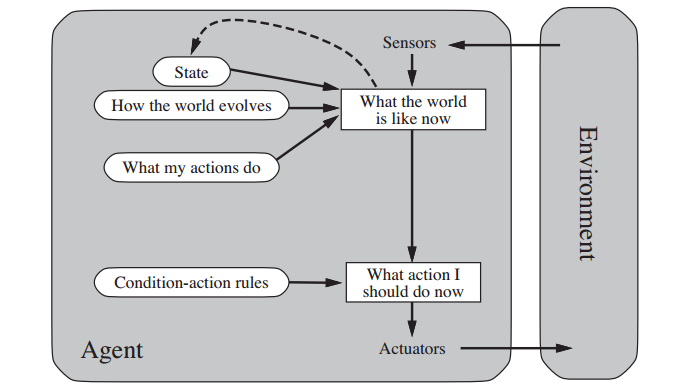 Sensors
State
What the world
is like now
How the world evolves
What my actions do
Environment
What action I
should do now
Condition-action rules
Agent
Actuators